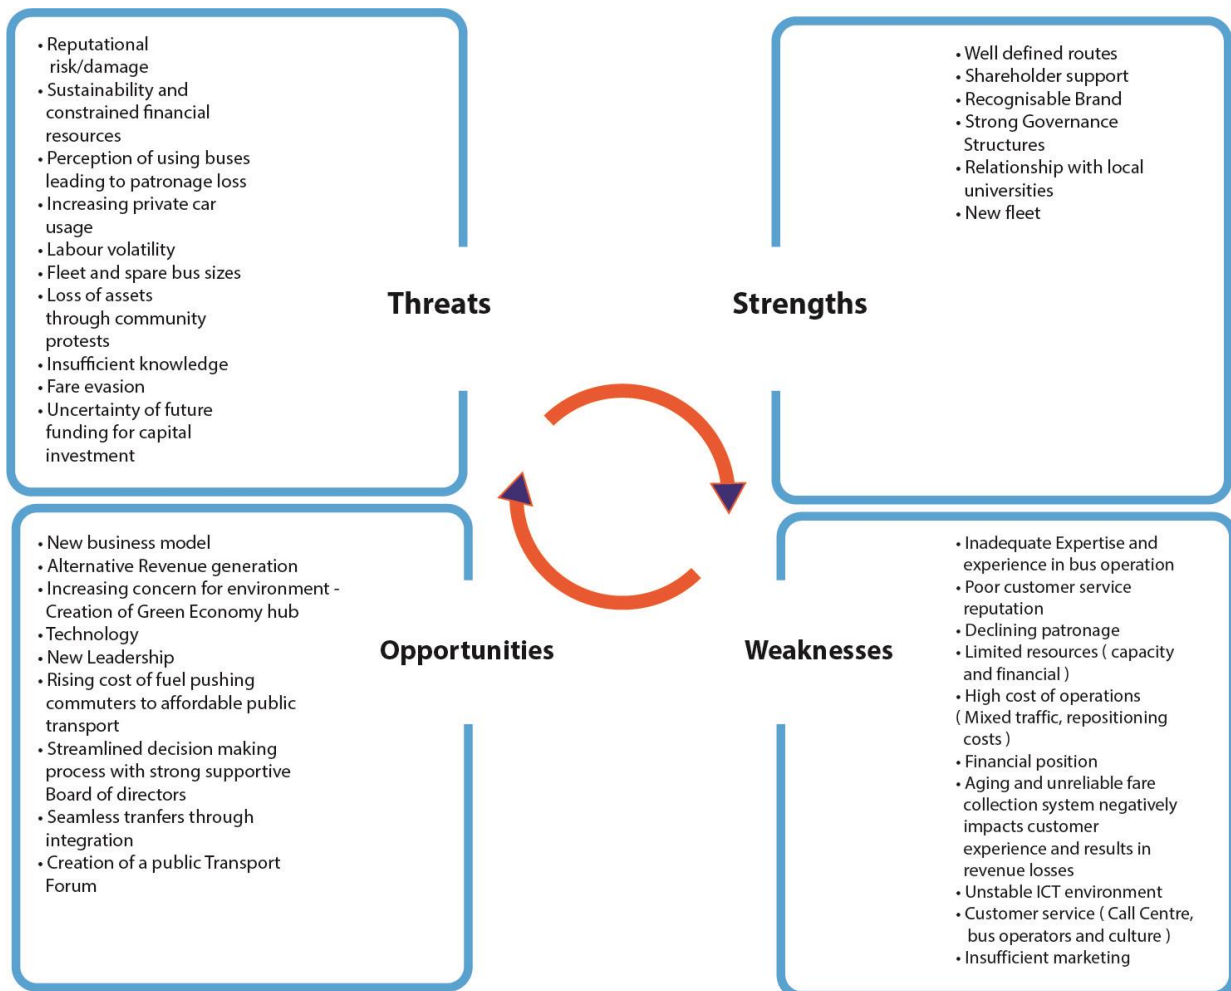 • Reputational
risk/damage
• Sustainability and
constrained financial
resources
• Perception of using buses
leading to patronage loss
• Increasing private car
usage
• Labour volatility
• Fleet and spare bus sizes
• Loss of assets
through community
protests
• Insufficient knowledge
• Fare evasion
• Uncertainty of future
funding for capital
investment
Threats
• Well defined routes
• Shareholder support
• Recognisable Brand
• Strong Governance
Structures
• Relationship with local
universities
• New fleet
Strengths
• New business model
• Alternative Revenue generation
• Increasing concern for environment -
Creation of Green Economy hub
• Technology
• New Leadership
• Rising cost of fuel pushing
commuters to affordable public
transport
• Streamlined decision making
process with strong supportive
Board of directors
• Seamless tranfers through
integration
• Creation of a public Transport
Forum
Opportunities
• Inadequate Expertise and
experience in bus operation
• Poor customer service
reputation
• Declining patronage
• Limited resources ( capacity
and financial )
• High cost of operations
( Mixed traffic, repositioning
costs )
• Financial position
• Aging and unreliable fare
collection system negatively
impacts customer
experience and results in
revenue losses
• Unstable ICT environment
• Customer service ( Call Centre,
bus operators and culture )
• Insufficient marketing
Weaknesses